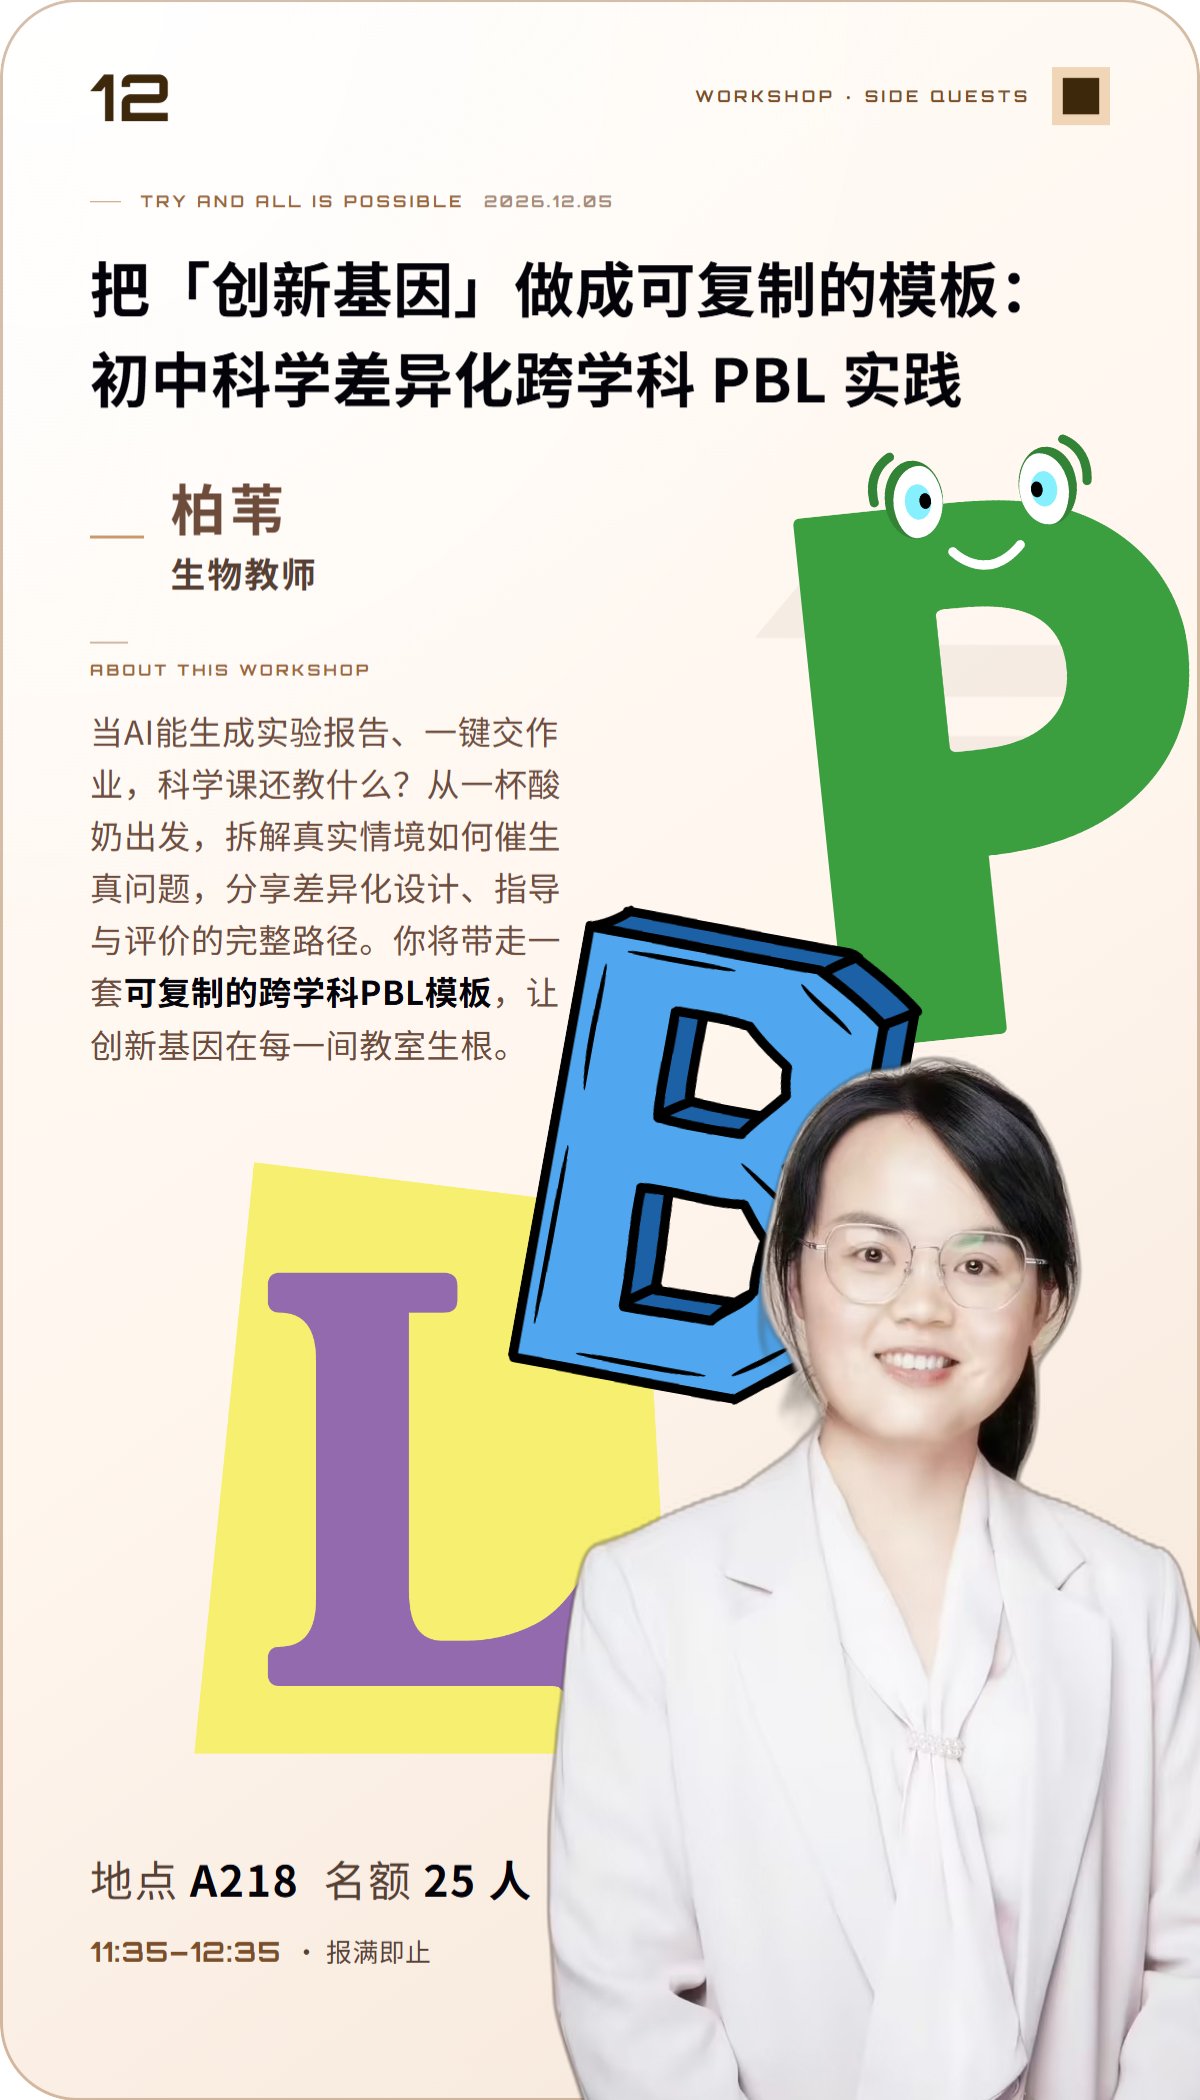 12
WORKSHOP · SIDE QUESTS
TRY AND ALL IS POSSIBLE 2026.12.05
把「创新基因」做成可复制的模板：
初中科学差异化跨学科 PBL 实践
柏苇
生物教师
ABOUT THIS WORKSHOP
当AI能生成实验报告、一键交作
业，科学课还教什么？从一杯酸
奶出发，拆解真实情境如何催生
真问题，分享差异化设计、指导
与评价的完整路径。你将带走一
套可复制的跨学科PBL模板，让
创新基因在每一间教室生根。
P
B
L
地点 A218 名额 25 人
11:35–12:35 · 报满即止